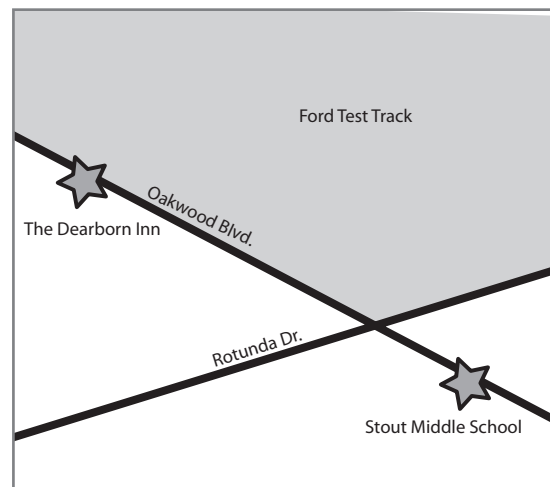 Ford Test Track
Oakwood Blvd.
The Dearborn Inn
Rotunda Dr.
Stout Middle School